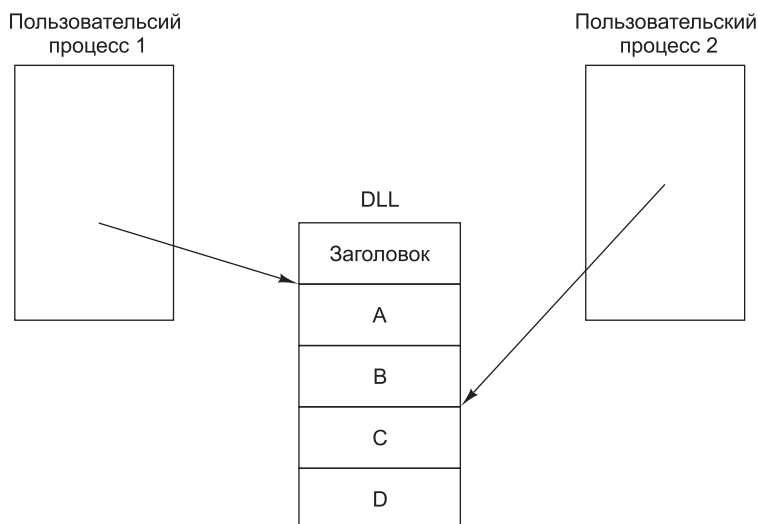 Пользовательсий
процесс 1
Пользовательский
процесс 2
DLL
Заголовок
A
B
C
D